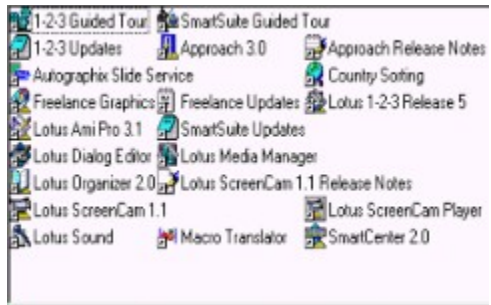 1-2-3 Guided Tour SmartSuite Guided Tour
1-2-3 Updates Approach 3.0 Approach Release Notes
Autographix Slide Service Country Sorting
Freelance Graphics Freelance Updates Lotus 1-2-3 Release 5
Lotus Ami Pro 3.1 SmartSuite Updates
Lotus Dialog Editor Lotus Media Manager
Lotus Organizer 2.0 Lotus ScreenCam 1.1 Release Notes
Lotus ScreenCam 1.1 Lotus ScreenCam Player
Lotus Sound Macro Translator SmartCenter 2.0